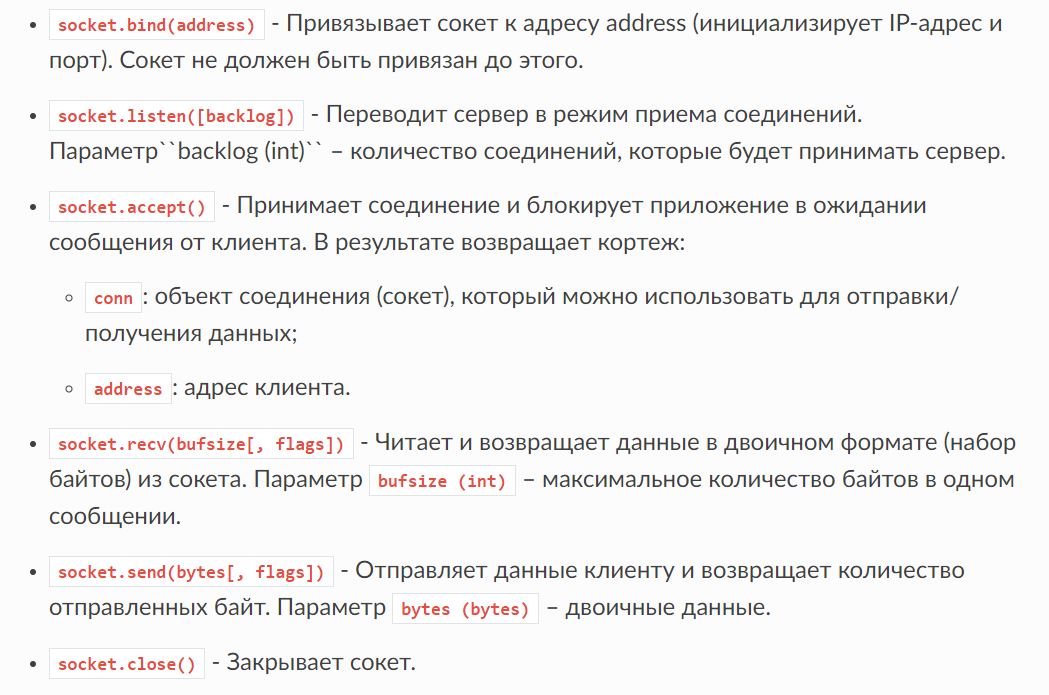 socket.bind(address) - Привязывает сокет к адресу address (инициализирует IP-адрес и
порт). Сокет не должен быть привязан до этого.
socket.listen([backlog]) - Переводит сервер в режим приема соединений.
Параметр``backlog (int)`` – количество соединений, которые будет принимать сервер.
socket.accept() - Принимает соединение и блокирует приложение в ожидании
сообщения от клиента. В результате возвращает кортеж:
conn: объект соединения (сокет), который можно использовать для отправки/
получения данных;
address: адрес клиента.
socket.recv(bufsize[, flags]) - Читает и возвращает данные в двоичном формате (набор
байтов) из сокета. Параметр bufsize (int) – максимальное количество байтов в одном
сообщении.
socket.send(bytes[, flags]) - Отправляет данные клиенту и возвращает количество
отправленных байт. Параметр bytes (bytes) – двоичные данные.
socket.close() - Закрывает сокет.